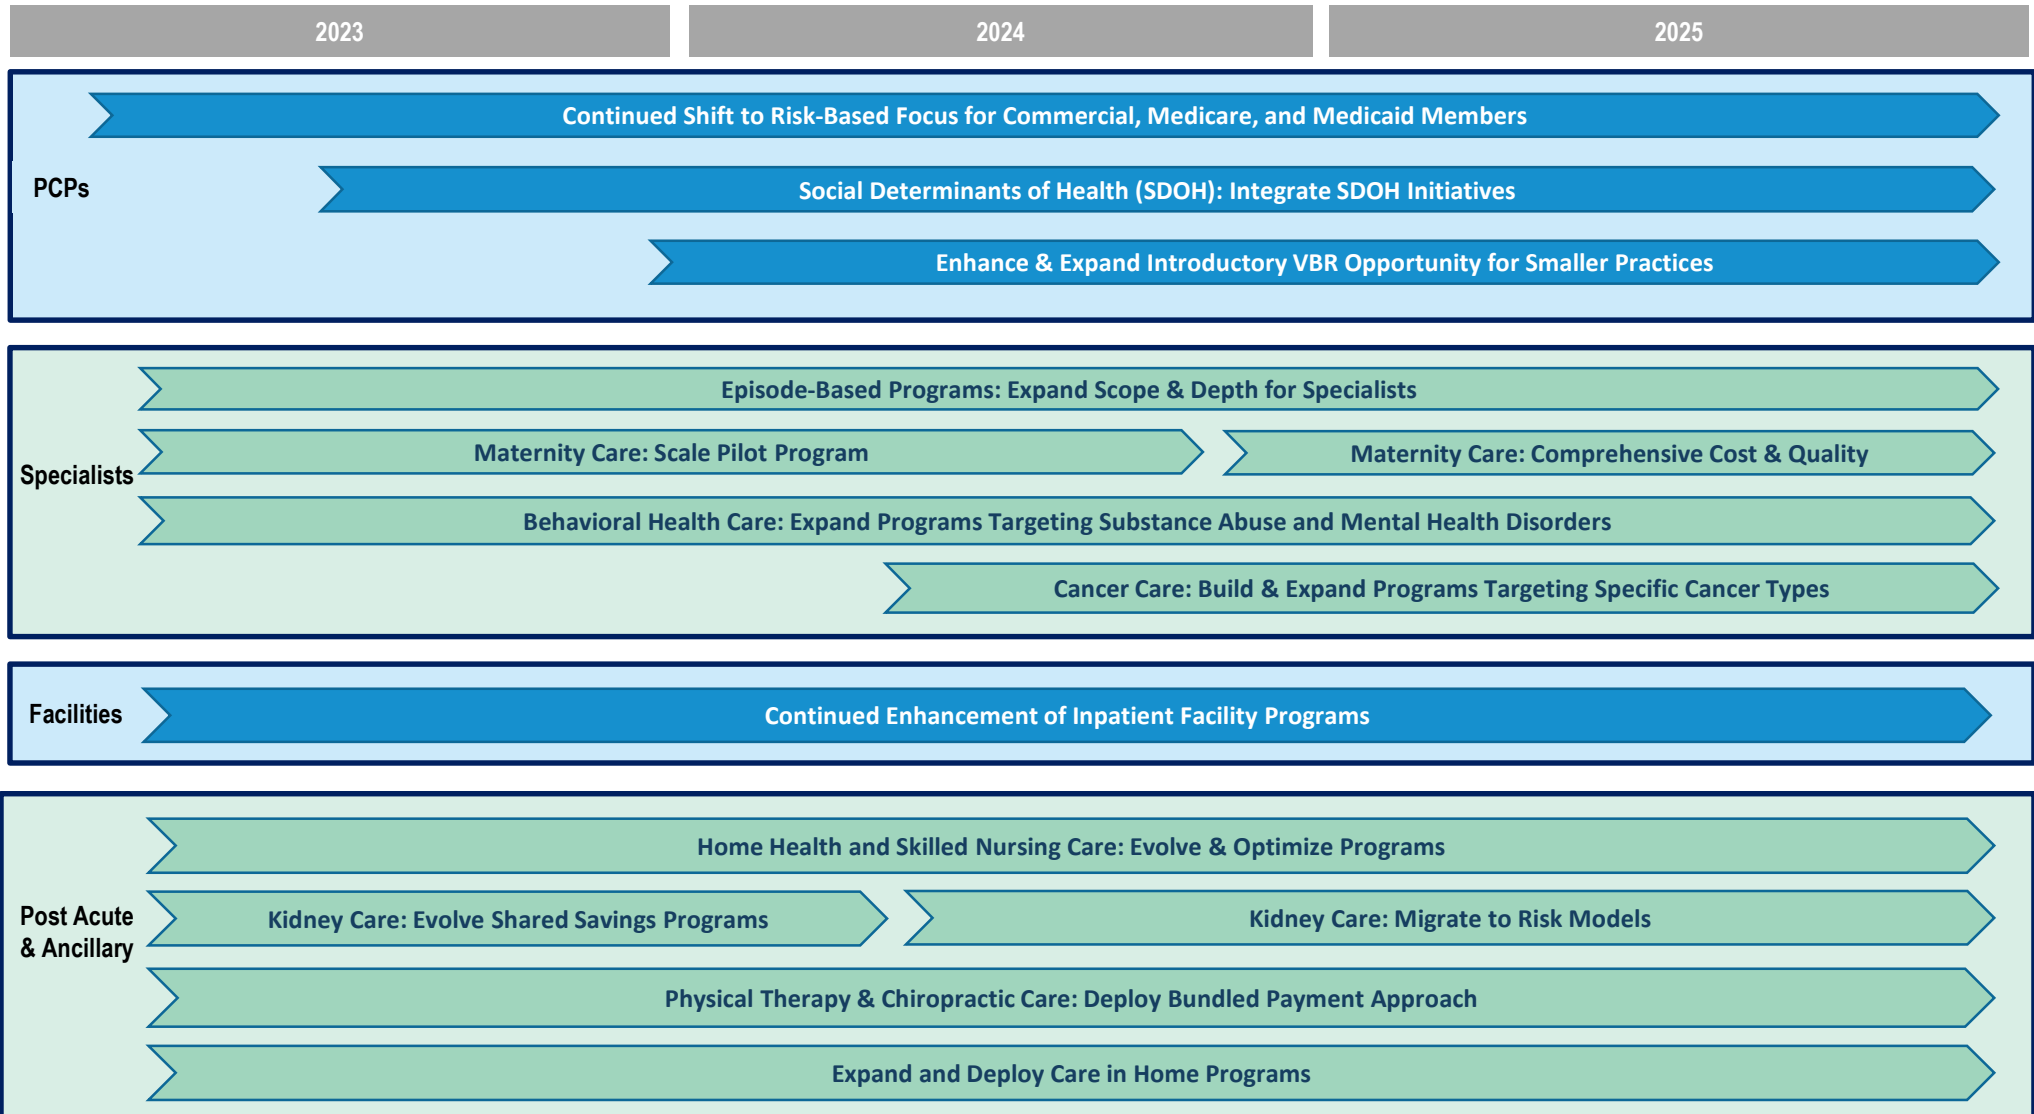 2023
2024
2025
PCPs
Continued Shift to Risk-Based Focus for Commercial, Medicare, and Medicaid Members
Social Determinants of Health (SDOH): Integrate SDOH Initiatives
Enhance & Expand Introductory VBR Opportunity for Smaller Practices
Specialists
Episode-Based Programs: Expand Scope & Depth for Specialists
Maternity Care: Scale Pilot Program
Maternity Care: Comprehensive Cost & Quality
Behavioral Health Care: Expand Programs Targeting Substance Abuse and Mental Health Disorders
Cancer Care: Build & Expand Programs Targeting Specific Cancer Types
Facilities
Continued Enhancement of Inpatient Facility Programs
Post Acute
& Ancillary
Home Health and Skilled Nursing Care: Evolve & Optimize Programs
Kidney Care: Evolve Shared Savings Programs
Kidney Care: Migrate to Risk Models
Physical Therapy & Chiropractic Care: Deploy Bundled Payment Approach
Expand and Deploy Care in Home Programs